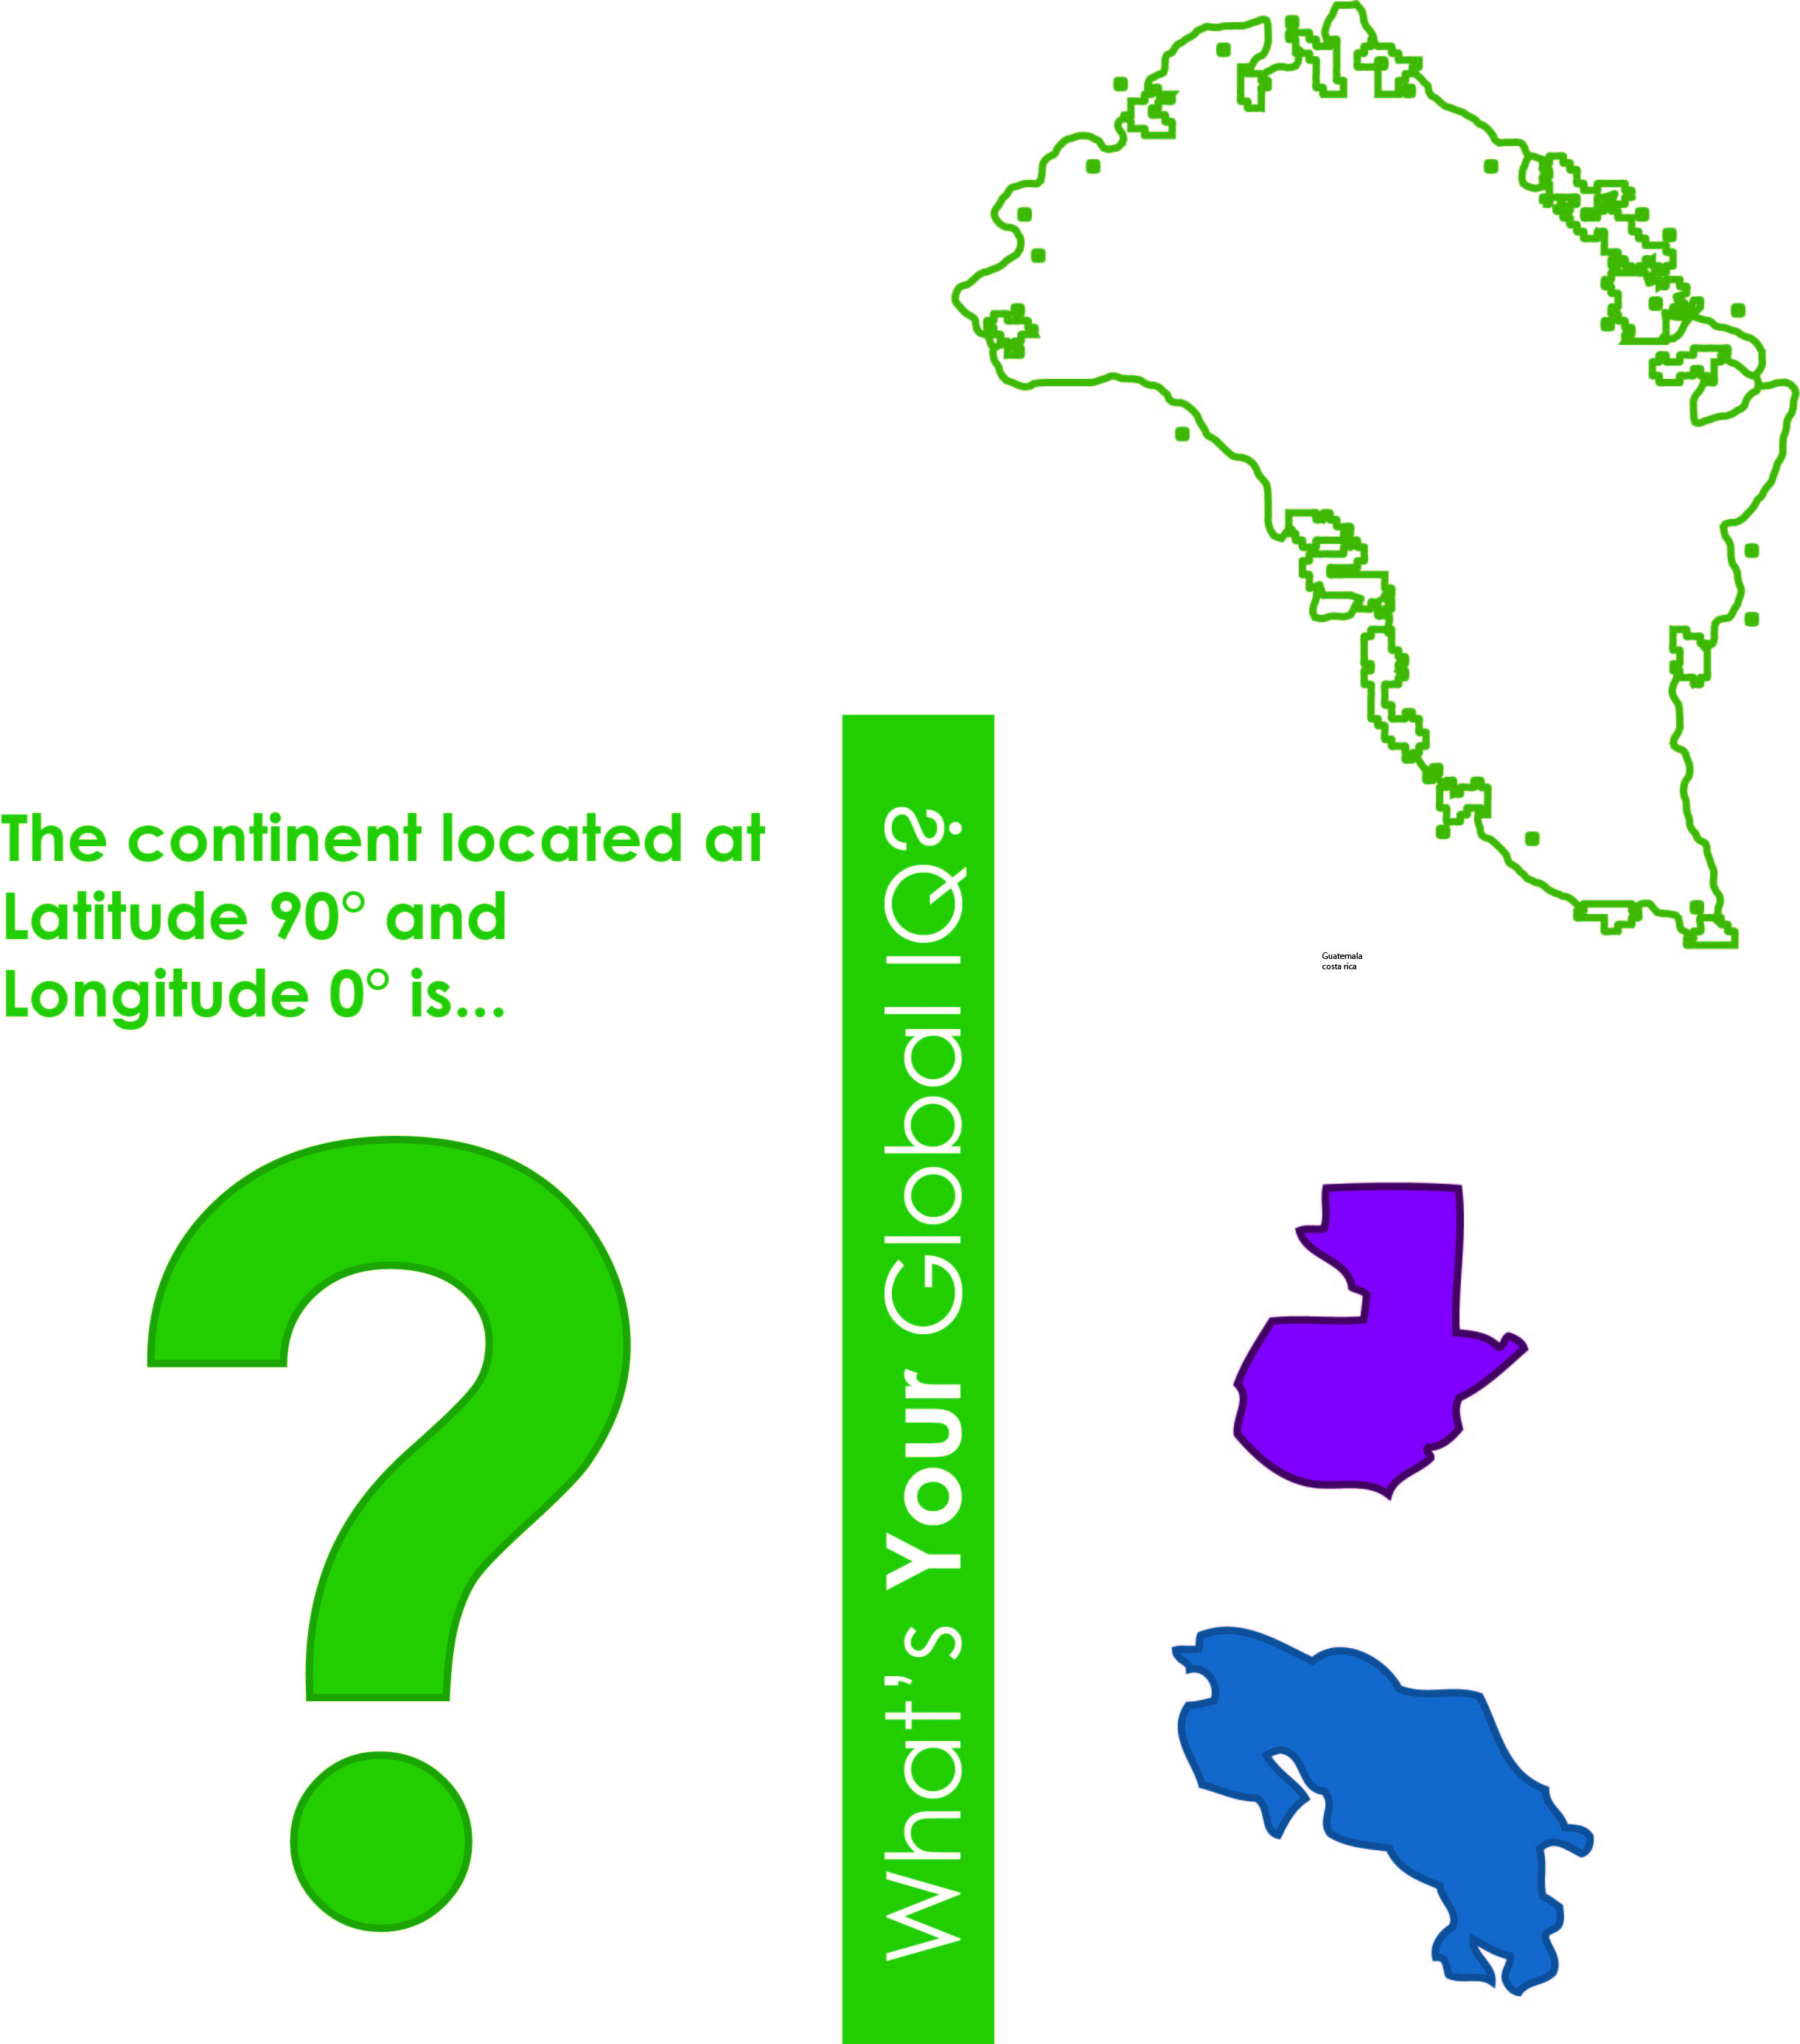 The continent located at
Latitude 90° and
Longitude 0° is...
What's Your Global IQ?
Guatemala
costa rica